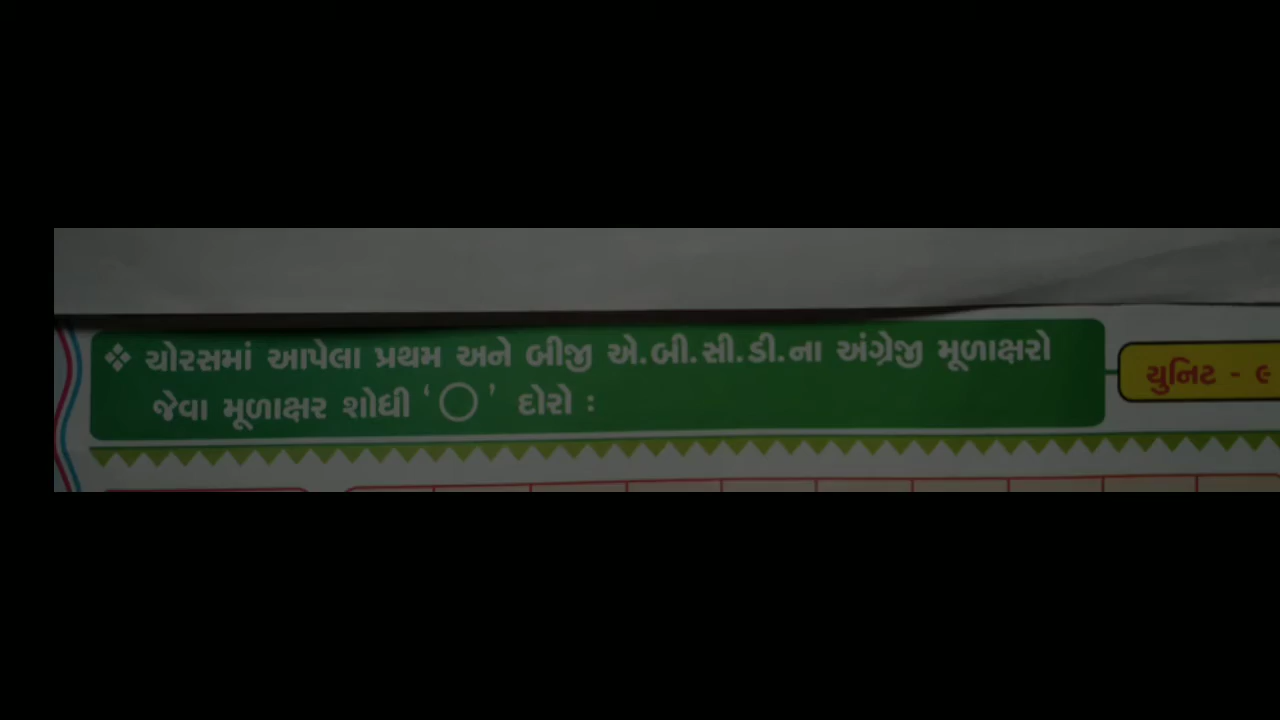 ❖ ચોરસમાં આપેલા પ્રથમ અને બીજી એ.બી.સી.ડી.ના અંગ્રેજી મૂળાક્ષરો
જેવા મૂળાક્ષર શોધી ‘◯’ દોરો :
યુનિટ - ૯